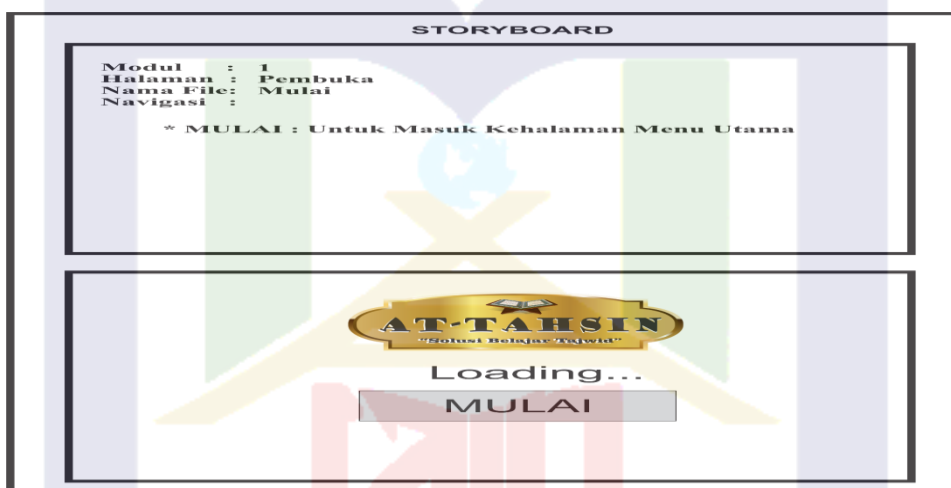 STORYBOARD
Modul : 1
Halaman : Pembuka
Nama File: Mulai
Navigasi :
* MULAI : Untuk Masuk Kehalaman Menu Utama
AT-TAHSIN
"Solusi Belajar Tajwid"
Loading...
MULAI